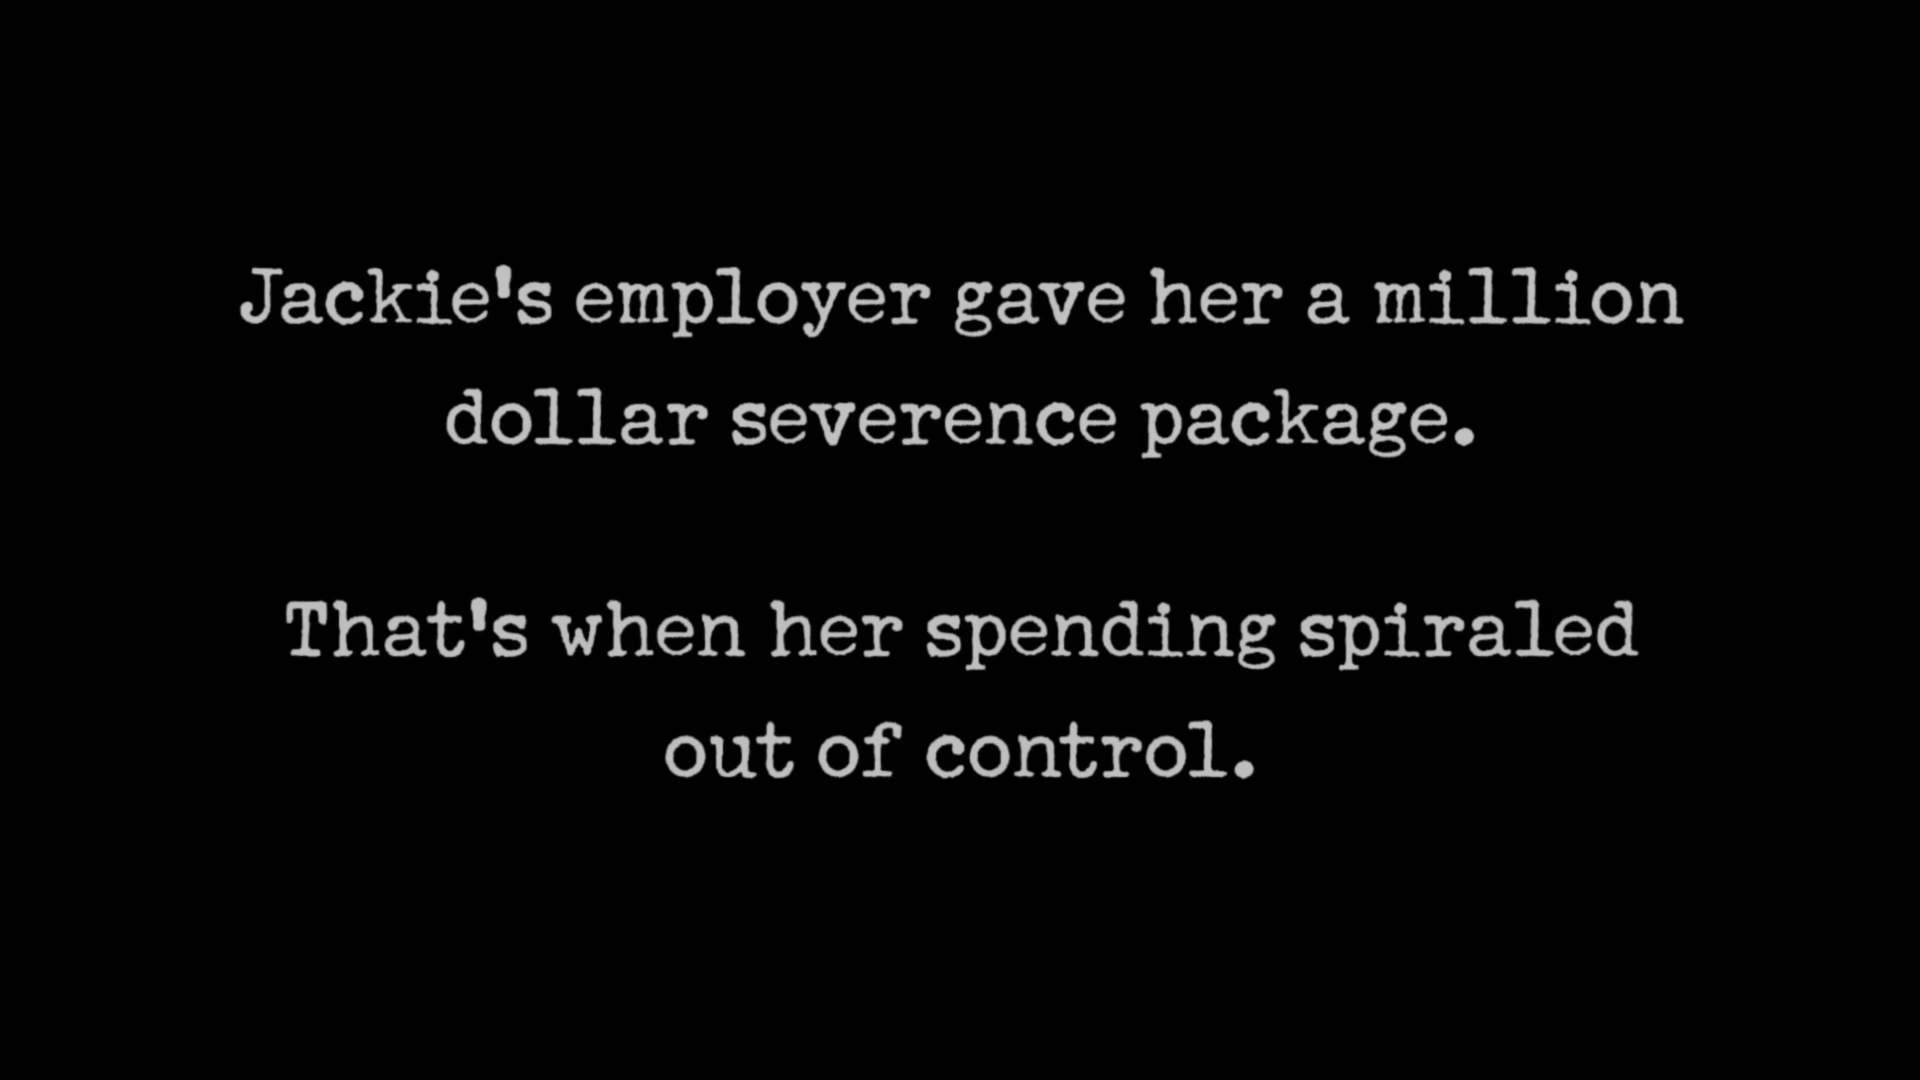 Jackie's employer gave her a million
dollar severence package.
That's when her spending spiraled
out of control.